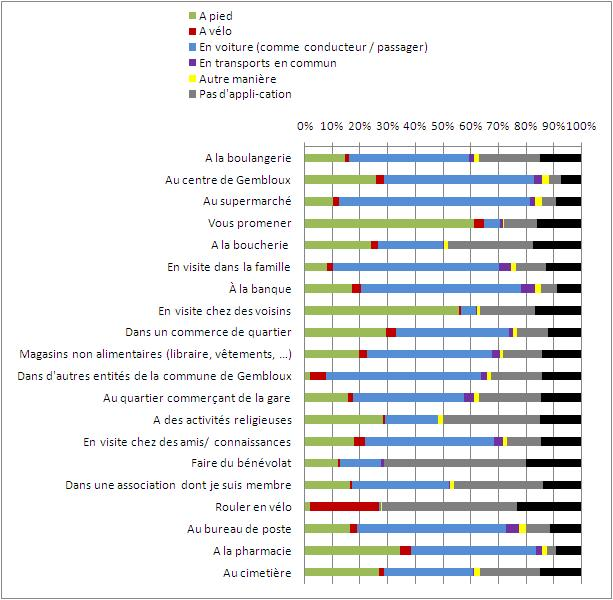 A pied
A vélo
En voiture (comme conducteur / passager)
En transports en commun
Autre manière
Pas d'appli-cation
0% 10% 20% 30% 40% 50% 60% 70% 80% 90% 100%
A la boulangerie
Au centre de Gembloux
Au supermarché
Vous promener
A la boucherie
En visite dans la famille
À la banque
En visite chez des voisins
Dans un commerce de quartier
Magasins non alimentaires (libraire, vêtements, ...)
Dans d'autres entités de la commune de Gembloux
Au quartier commerçant de la gare
A des activités religieuses
En visite chez des amis/ connaissances
Faire du bénévolat
Dans une association dont je suis membre
Rouler en vélo
Au bureau de poste
A la pharmacie
Au cimetière